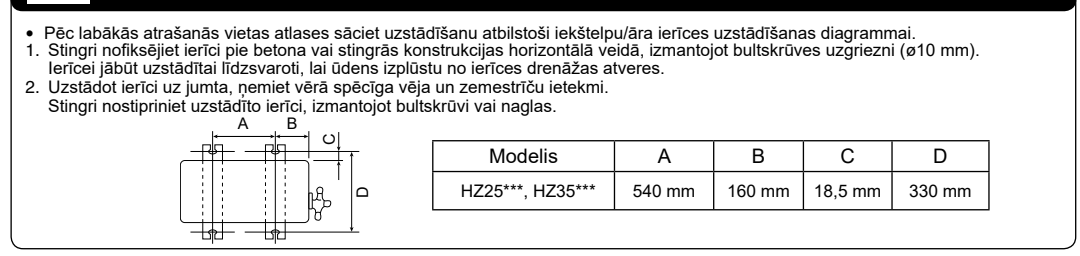 • Pēc labākās atrašanās vietas atlases sāciet uzstādīšanu atbilstoši iekštelpu/āra ierīces uzstādīšanas diagrammai.
1. Stingri nofiksējiet ierīci pie betona vai stingrās konstrukcijas horizontālā veidā, izmantojot bultskrūves uzgriezni (ø10 mm).
Ierīcei jābūt uzstādītai līdzsvaroti, lai ūdens izplūstu no ierīces drenāžas atveres.
2. Uzstādot ierīci uz jumta, ņemiet vērā spēcīga vēja un zemestrīču ietekmi.
Stingri nostipriniet uzstādīto ierīci, izmantojot bultskrūvi vai naglas.
A B
C
D
Modelis A B C D
HZ25***, HZ35*** 540 mm 160 mm 18,5 mm 330 mm